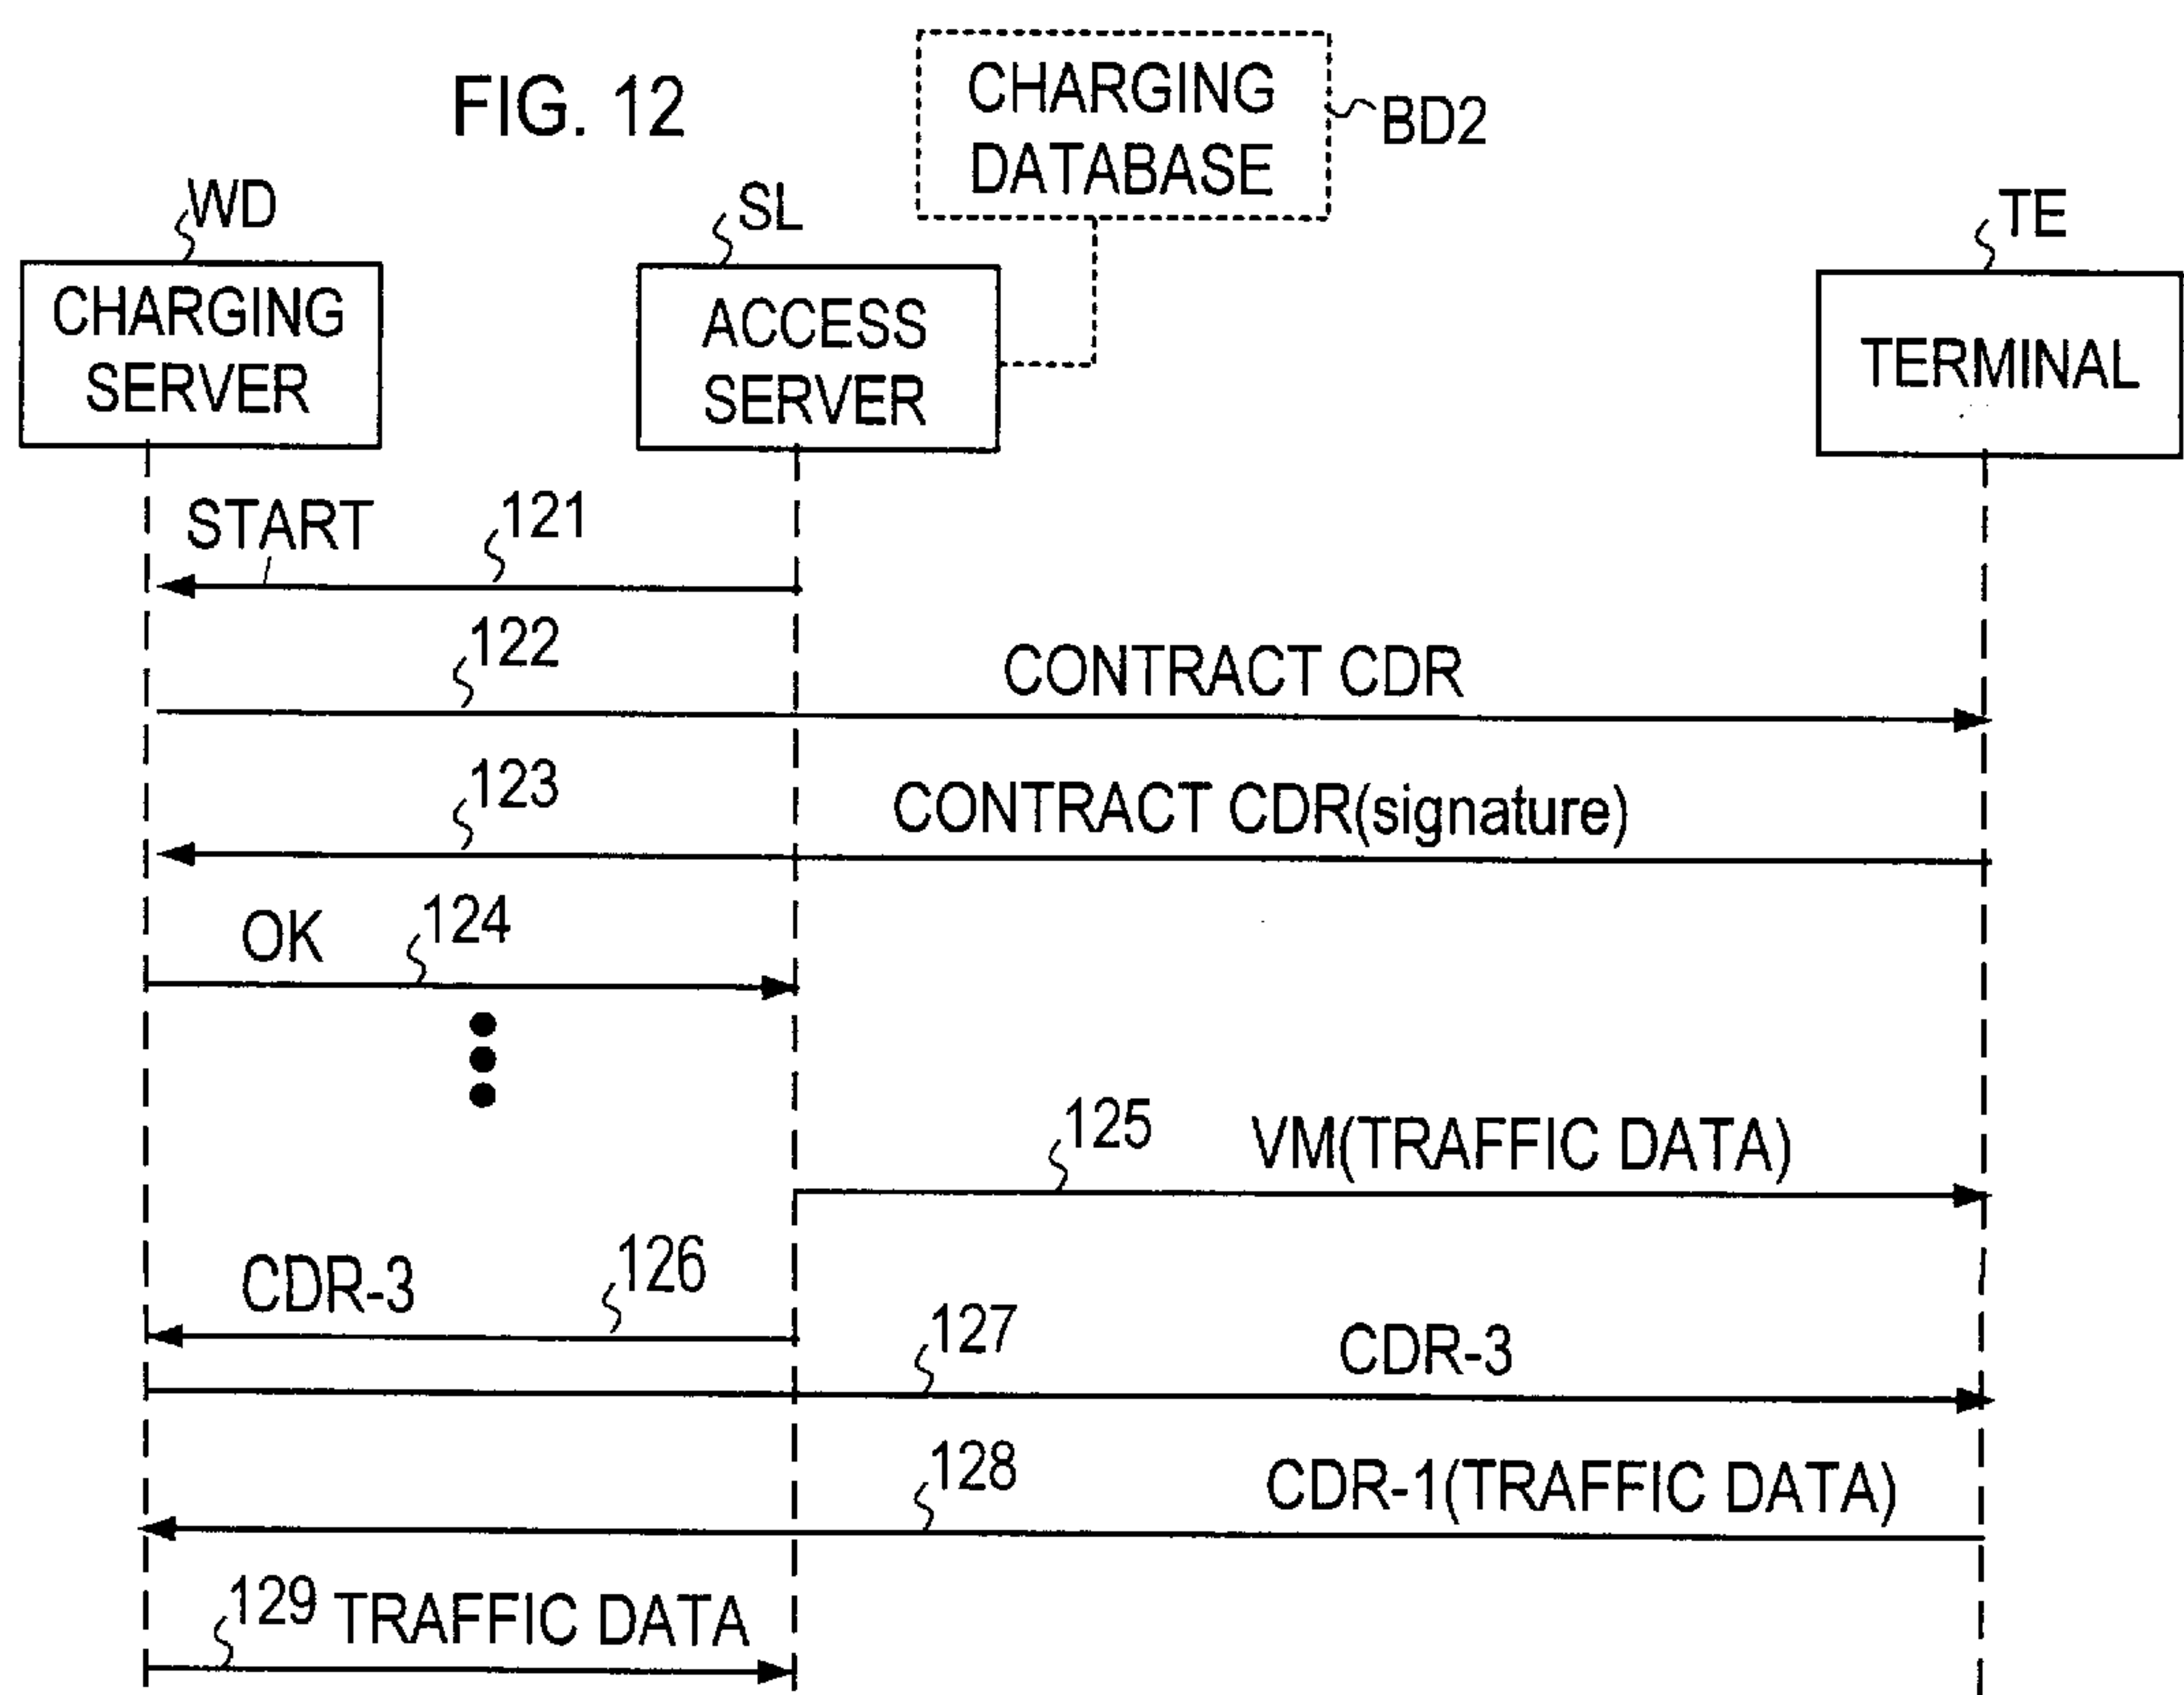 FIG. 12
CHARGING
DATABASE
BD2
WD
SL
TE
CHARGING
SERVER
ACCESS
SERVER
TERMINAL
START
121
122
CONTRACT CDR
123
CONTRACT CDR(signature)
OK
124
125
VM(TRAFFIC DATA)
CDR-3
126
127
CDR-3
128
CDR-1(TRAFFIC DATA)
129
TRAFFIC DATA